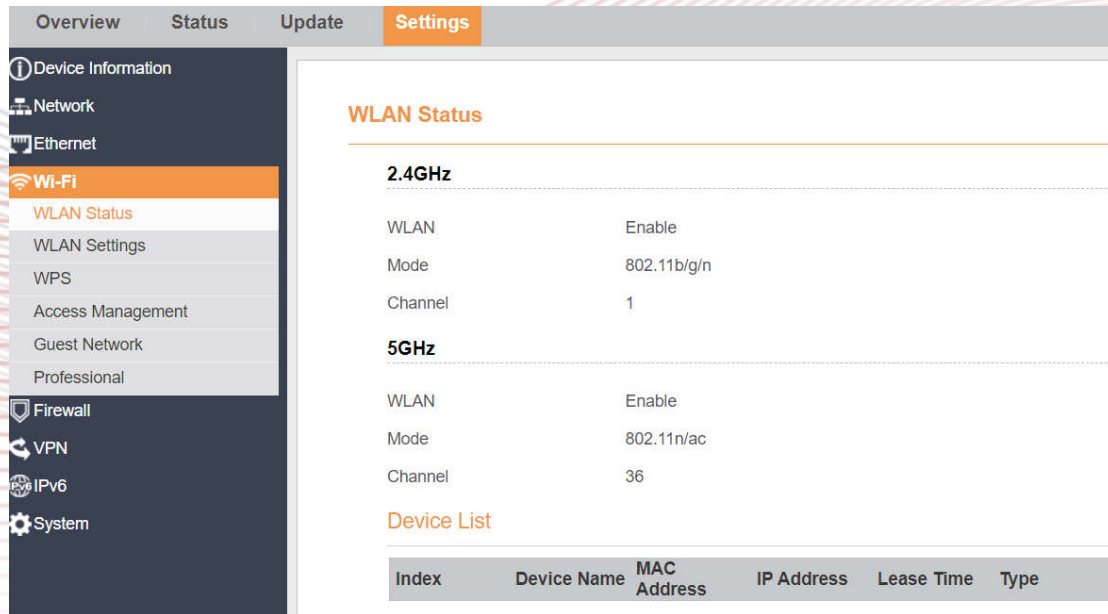 Overview Status Update Settings
Device Information
Network
Ethernet
Wi-Fi
WLAN Status
WLAN Settings
WPS
Access Management
Guest Network
Professional
Firewall
VPN
IPv6
System
WLAN Status
2.4GHz
WLAN Enable
Mode 802.11b/g/n
Channel 1
5GHz
WLAN Enable
Mode 802.11n/ac
Channel 36
Device List
Index Device Name MAC Address IP Address Lease Time Type